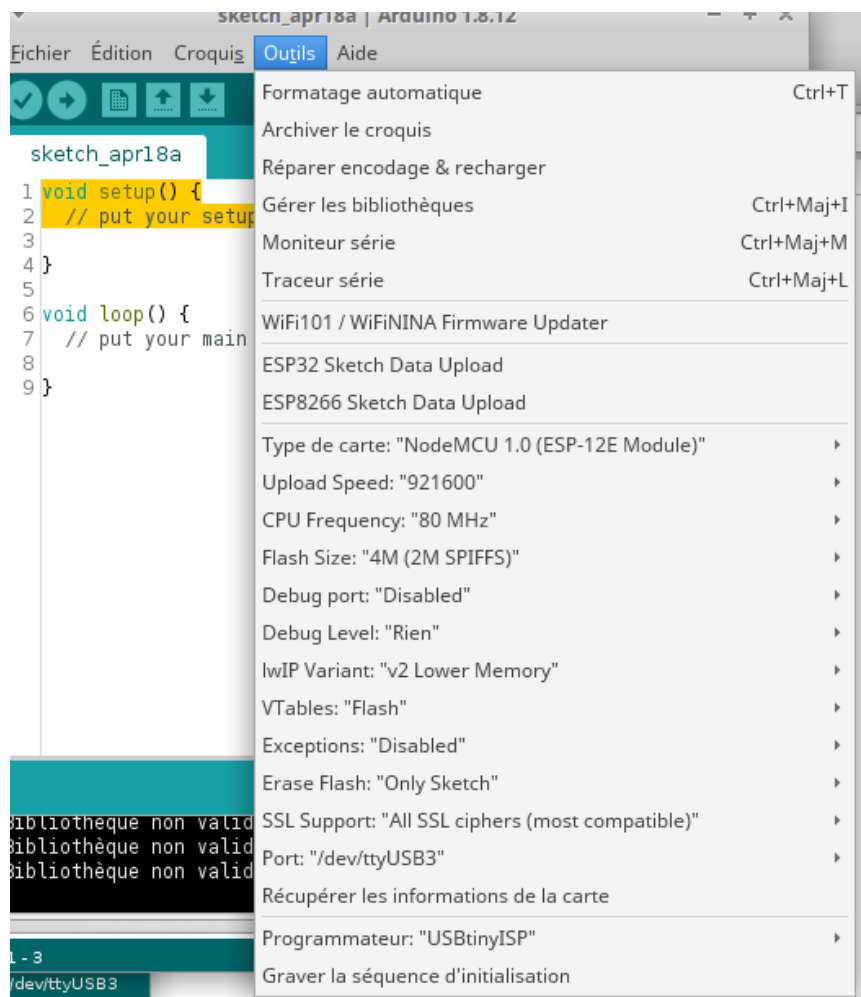 sketch_apr18a | Arduino 1.8.12
Fichier Édition Croquis Outils Aide
Formatage automatique Ctrl+T
Archiver le croquis
Réparer encodage & recharger
Gérer les bibliothèques Ctrl+Maj+I
Moniteur série Ctrl+Maj+M
Traceur série Ctrl+Maj+L
WiFi101 / WiFiNINA Firmware Updater
ESP32 Sketch Data Upload
ESP8266 Sketch Data Upload
Type de carte: "NodeMCU 1.0 (ESP-12E Module)"
Upload Speed: "921600"
CPU Frequency: "80 MHz"
Flash Size: "4M (2M SPIFFS)"
Debug port: "Disabled"
Debug Level: "Rien"
lwIP Variant: "v2 Lower Memory"
VTables: "Flash"
Exceptions: "Disabled"
Erase Flash: "Only Sketch"
SSL Support: "All SSL ciphers (most compatible)"
Port: "/dev/ttyUSB3"
Récupérer les informations de la carte
Programmateur: "USBtinyISP"
Graver la séquence d'initialisation
sketch_apr18a
1 void setup() {
2 // put your setup
3
4 }
5
6 void loop() {
7 // put your main
8
9 }
Bibliothèque non valid
Bibliothèque non valid
Bibliothèque non valid
1 - 3
/dev/ttyUSB3